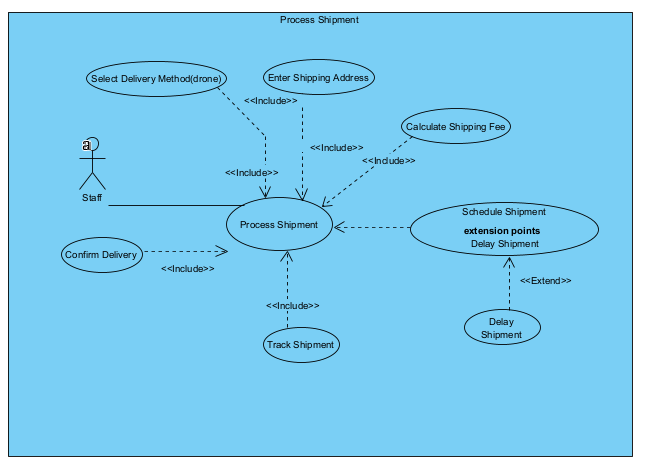 Process Shipment
Select Delivery Method(drone)
Enter Shipping Address
<<Include>>
Calculate Shipping Fee
a
<<Include>>
<<Include>>
<<Include>>
Staff
Process Shipment
Schedule Shipment
extension points
Delay Shipment
Confirm Delivery
<<Include>>
<<Extend>>
<<Include>>
Delay
Shipment
Track Shipment